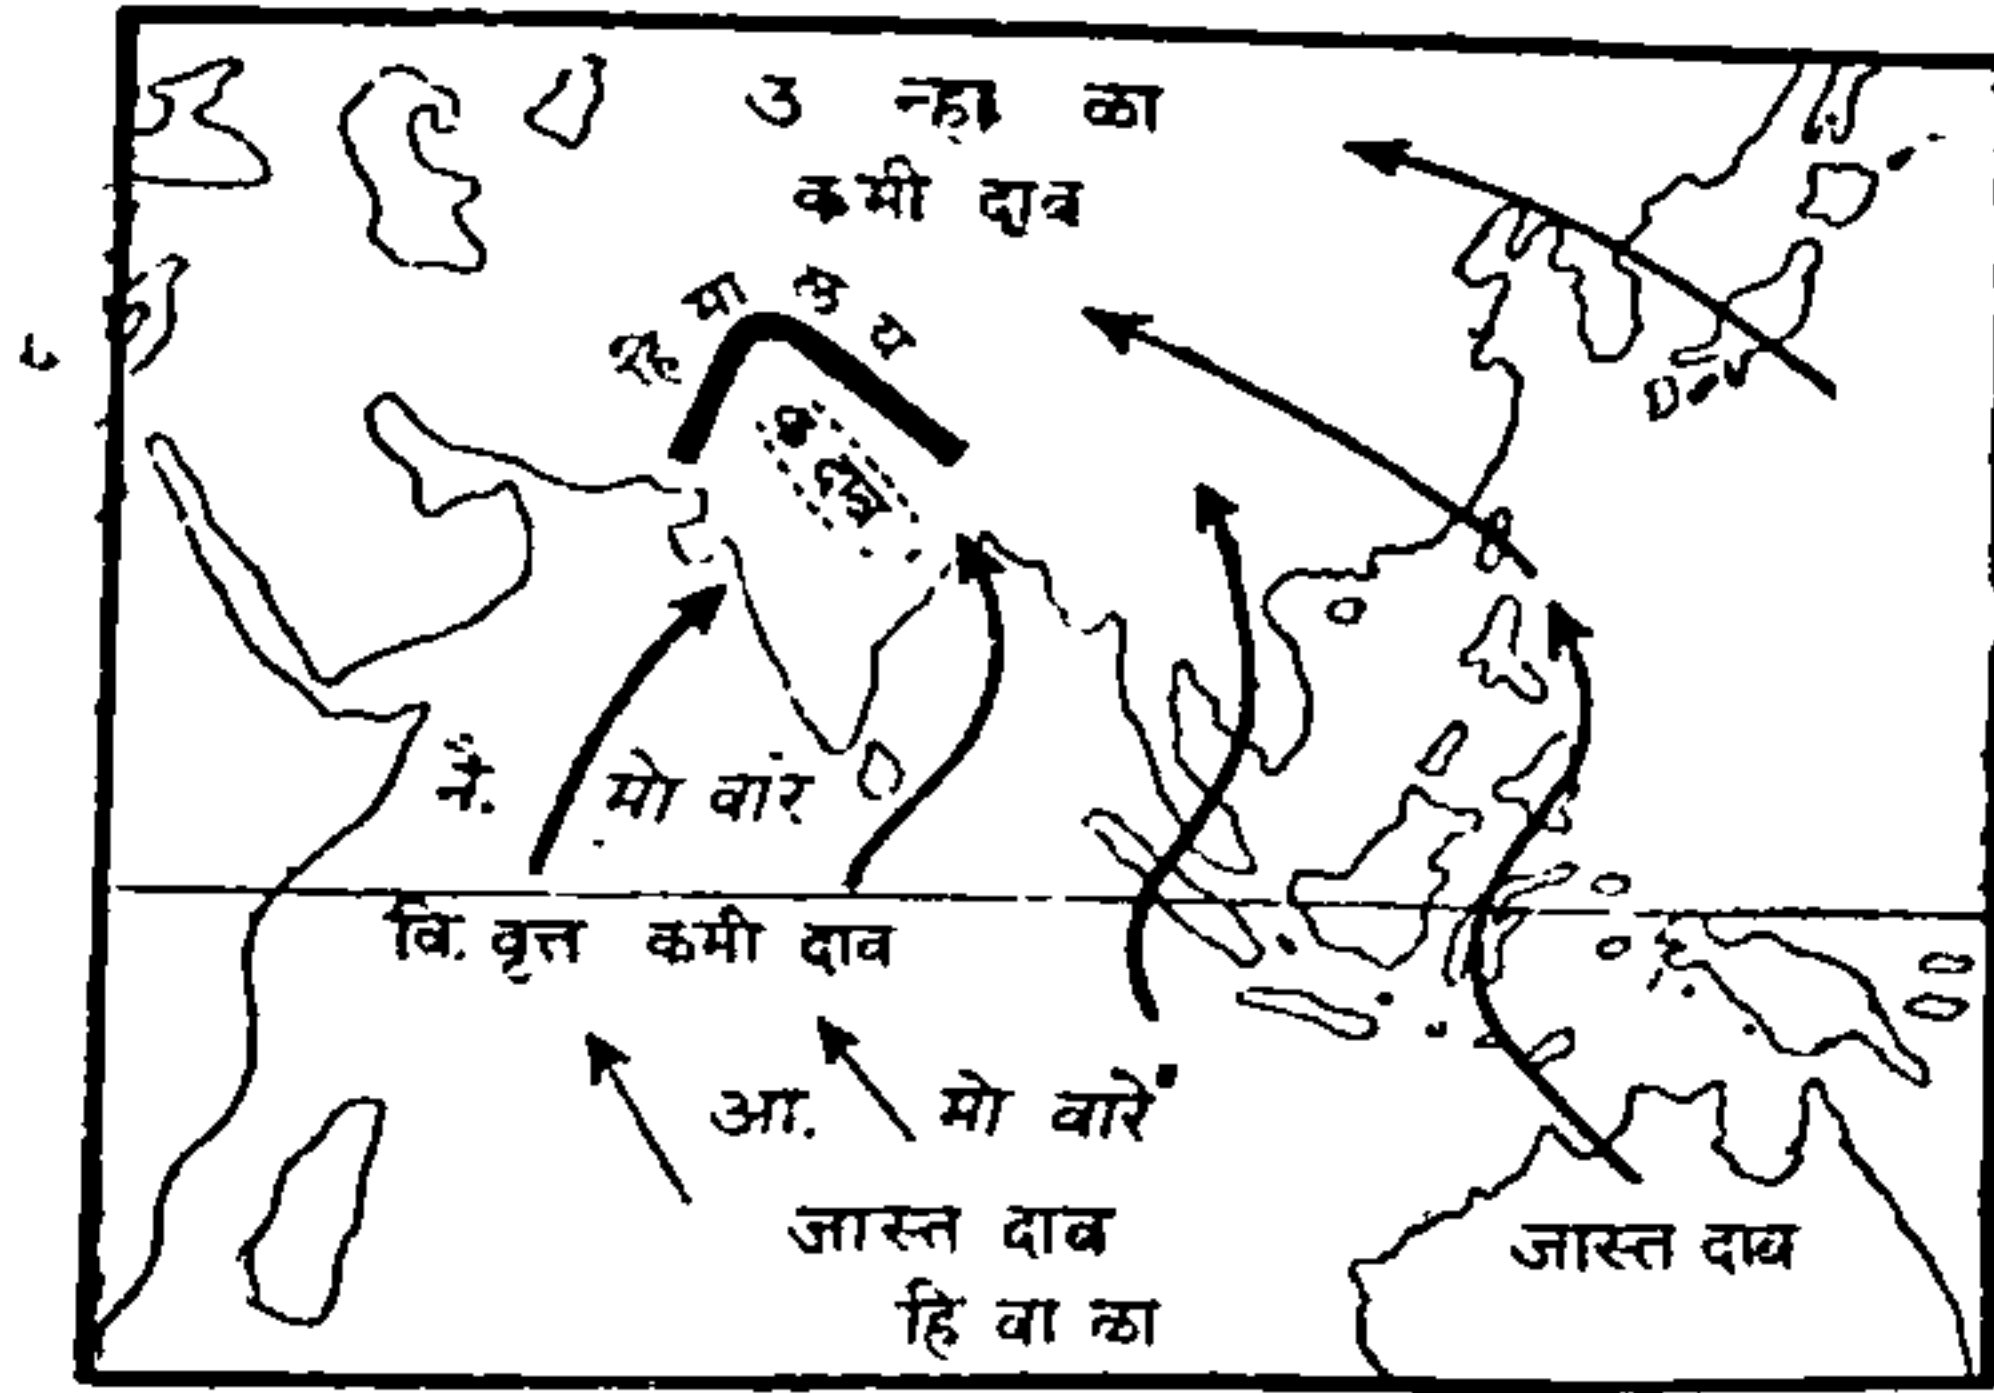 उ न्हा ळा
कमी दाब
हि मा ल य
क दाब
नै. मो वारे
वि. वृत्त कमी दाब
आ. मो वारे
जास्त दाब
जास्त दाब
हि वा ळा